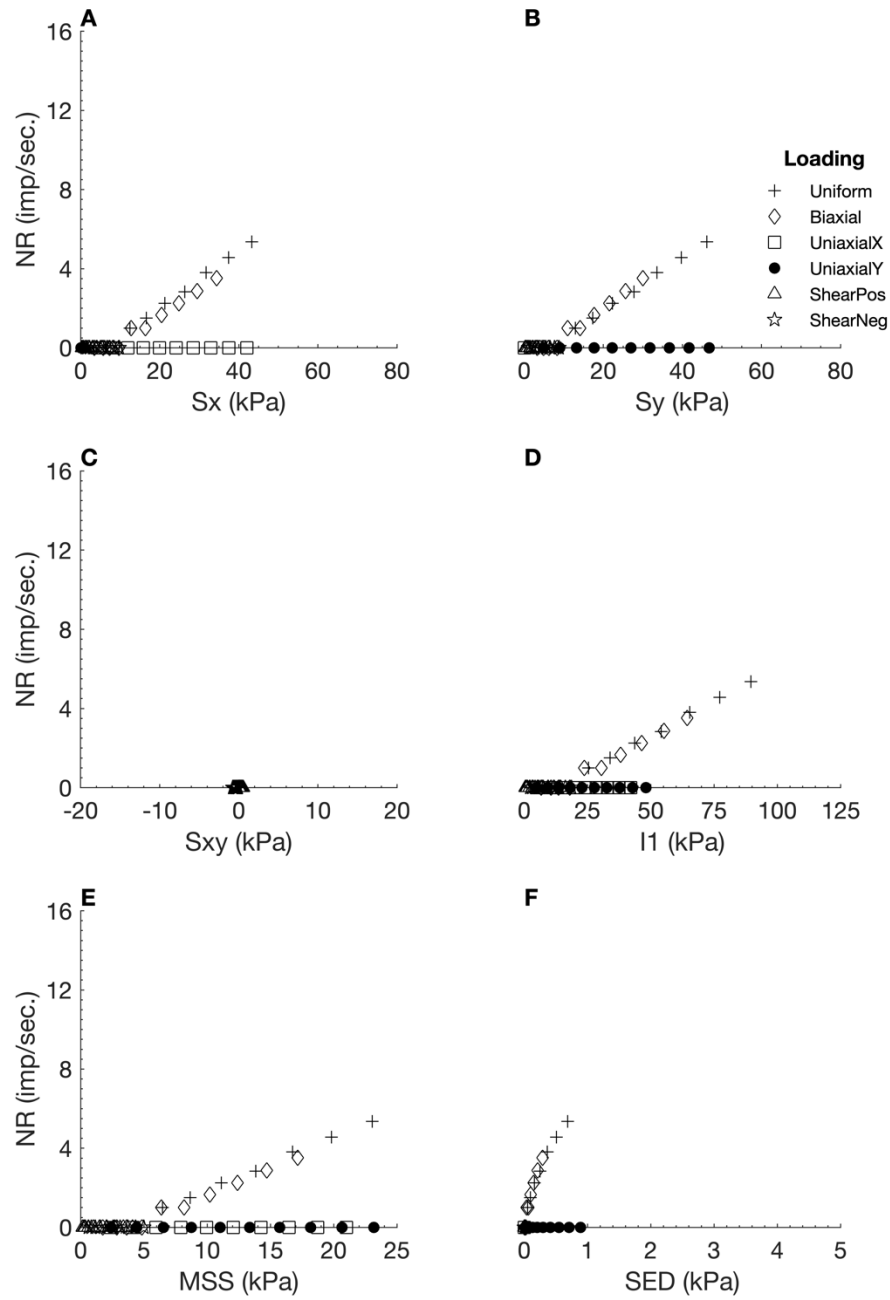 A
16
12
8
4
0
NR (imp/sec.)
0 20 40 60 80
Sx (kPa)
B
0 20 40 60 80
Sy (kPa)
Loading
Uniform
Biaxial
UniaxialX
UniaxialY
ShearPos
ShearNeg
C
16
12
8
4
0
NR (imp/sec.)
-20 -10 0 10 20
Sxy (kPa)
D
0 25 50 75 100 125
I1 (kPa)
E
16
12
8
4
0
NR (imp/sec.)
0 5 10 15 20 25
MSS (kPa)
F
0 1 2 3 4 5
SED (kPa)